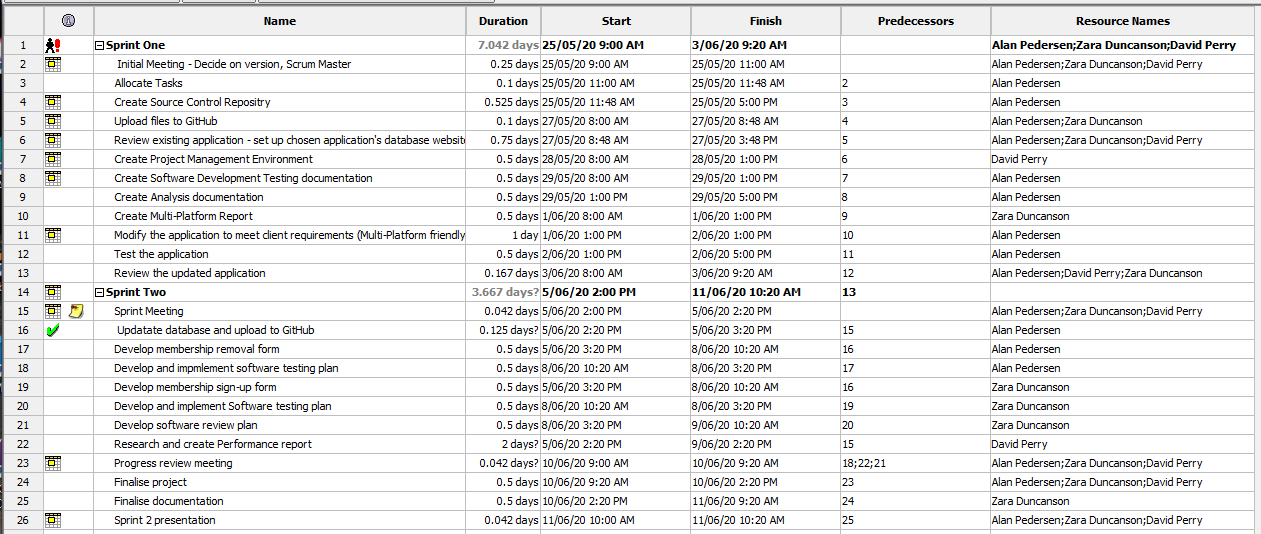 Name Duration Start Finish Predecessors Resource Names
1 Sprint One 7.042 days 25/05/20 9:00 AM 3/06/20 9:20 AM Alan Pedersen;Zara Duncanson;David Perry
2 Initial Meeting - Decide on version, Scrum Master 0.25 days 25/05/20 9:00 AM 25/05/20 11:00 AM Alan Pedersen;Zara Duncanson;David Perry
3 Allocate Tasks 0.1 days 25/05/20 11:00 AM 25/05/20 11:48 AM 2 Alan Pedersen
4 Create Source Control Repositry 0.525 days 25/05/20 11:48 AM 25/05/20 5:00 PM 3 Alan Pedersen
5 Upload files to GitHub 0.1 days 27/05/20 8:00 AM 27/05/20 8:48 AM 4 Alan Pedersen;Zara Duncanson
6 Review existing application - set up chosen application's database websit 0.75 days 27/05/20 8:48 AM 27/05/20 3:48 PM 5 Alan Pedersen;Zara Duncanson;David Perry
7 Create Project Management Environment 0.5 days 28/05/20 8:00 AM 28/05/20 1:00 PM 6 David Perry
8 Create Software Development Testing documentation 0.5 days 29/05/20 8:00 AM 29/05/20 1:00 PM 7 Alan Pedersen
9 Create Analysis documentation 0.5 days 29/05/20 1:00 PM 29/05/20 5:00 PM 8 Alan Pedersen
10 Create Multi-Platform Report 0.5 days 1/06/20 8:00 AM 1/06/20 1:00 PM 9 Zara Duncanson
11 Modify the application to meet client requirements (Multi-Platform friendly 1 day 1/06/20 1:00 PM 2/06/20 1:00 PM 10 Alan Pedersen
12 Test the application 0.5 days 2/06/20 1:00 PM 2/06/20 5:00 PM 11 Alan Pedersen
13 Review the updated application 0.167 days 3/06/20 8:00 AM 3/06/20 9:20 AM 12 Alan Pedersen;David Perry;Zara Duncanson
14 Sprint Two 3.667 days? 5/06/20 2:00 PM 11/06/20 10:20 AM 13
15 Sprint Meeting 0.042 days 5/06/20 2:00 PM 5/06/20 2:20 PM Alan Pedersen;Zara Duncanson;David Perry
16 Updatate database and upload to GitHub 0.125 days? 5/06/20 2:20 PM 5/06/20 3:20 PM 15 Alan Pedersen
17 Develop membership removal form 0.5 days 5/06/20 3:20 PM 8/06/20 10:20 AM 16 Alan Pedersen
18 Develop and impmlement software testing plan 0.5 days 8/06/20 10:20 AM 8/06/20 3:20 PM 17 Alan Pedersen
19 Develop membership sign-up form 0.5 days 5/06/20 3:20 PM 8/06/20 10:20 AM 16 Zara Duncanson
20 Develop and implement Software testing plan 0.5 days 8/06/20 10:20 AM 8/06/20 3:20 PM 19 Zara Duncanson
21 Develop software review plan 0.5 days 8/06/20 3:20 PM 9/06/20 10:20 AM 20 Zara Duncanson
22 Research and create Performance report 2 days? 5/06/20 2:20 PM 9/06/20 2:20 PM 15 David Perry
23 Progress review meeting 0.042 days? 10/06/20 9:00 AM 10/06/20 9:20 AM 18;22;21 Alan Pedersen;Zara Duncanson;David Perry
24 Finalise project 0.5 days 10/06/20 9:20 AM 10/06/20 2:20 PM 23 Alan Pedersen
25 Finalise documentation 0.5 days 10/06/20 2:20 PM 11/06/20 9:20 AM 24 Zara Duncanson
26 Sprint 2 presentation 0.042 days 11/06/20 10:00 AM 11/06/20 10:20 AM 25 Alan Pedersen;Zara Duncanson;David Perry